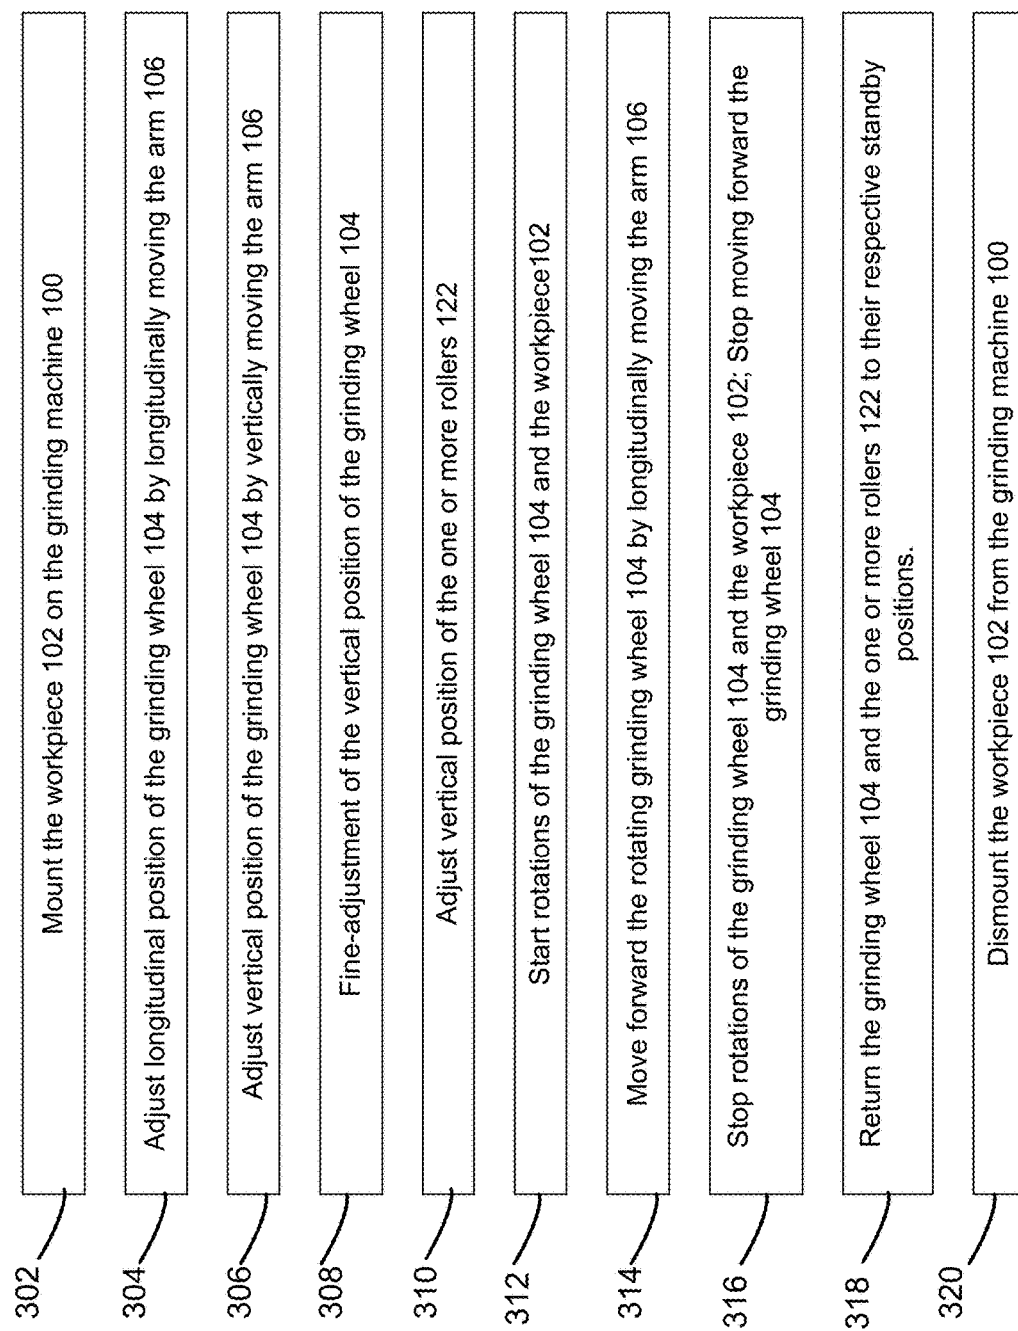 302
Mount the workpiece 102 on the grinding machine 100
304
Adjust longitudinal position of the grinding wheel 104 by longitudinally moving the arm 106
306
Adjust vertical position of the grinding wheel 104 by vertically moving the arm 106
308
Fine-adjustment of the vertical position of the grinding wheel 104
310
Adjust vertical position of the one or more rollers 122
312
Start rotations of the grinding wheel 104 and the workpiece102
314
Move forward the rotating grinding wheel 104 by longitudinally moving the arm 106
316
Stop rotations of the grinding wheel 104 and the workpiece 102; Stop moving forward the
grinding wheel 104
318
Return the grinding wheel 104 and the one or more rollers 122 to their respective standby
positions.
320
Dismount the workpiece 102 from the grinding machine 100